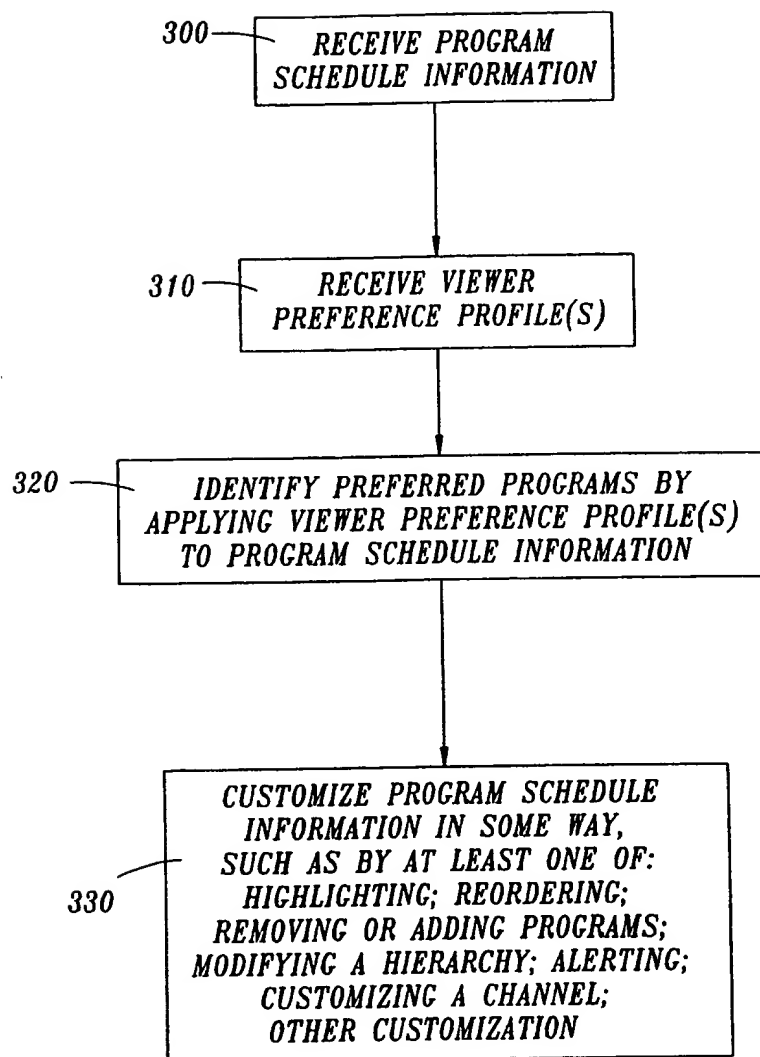 300
RECEIVE PROGRAM
SCHEDULE INFORMATION
310
RECEIVE VIEWER
PREFERENCE PROFILE(S)
320
IDENTIFY PREFERRED PROGRAMS BY
APPLYING VIEWER PREFERENCE PROFILE(S)
TO PROGRAM SCHEDULE INFORMATION
330
CUSTOMIZE PROGRAM SCHEDULE
INFORMATION IN SOME WAY,
SUCH AS BY AT LEAST ONE OF:
HIGHLIGHTING; REORDERING;
REMOVING OR ADDING PROGRAMS;
MODIFYING A HIERARCHY; ALERTING;
CUSTOMIZING A CHANNEL;
OTHER CUSTOMIZATION